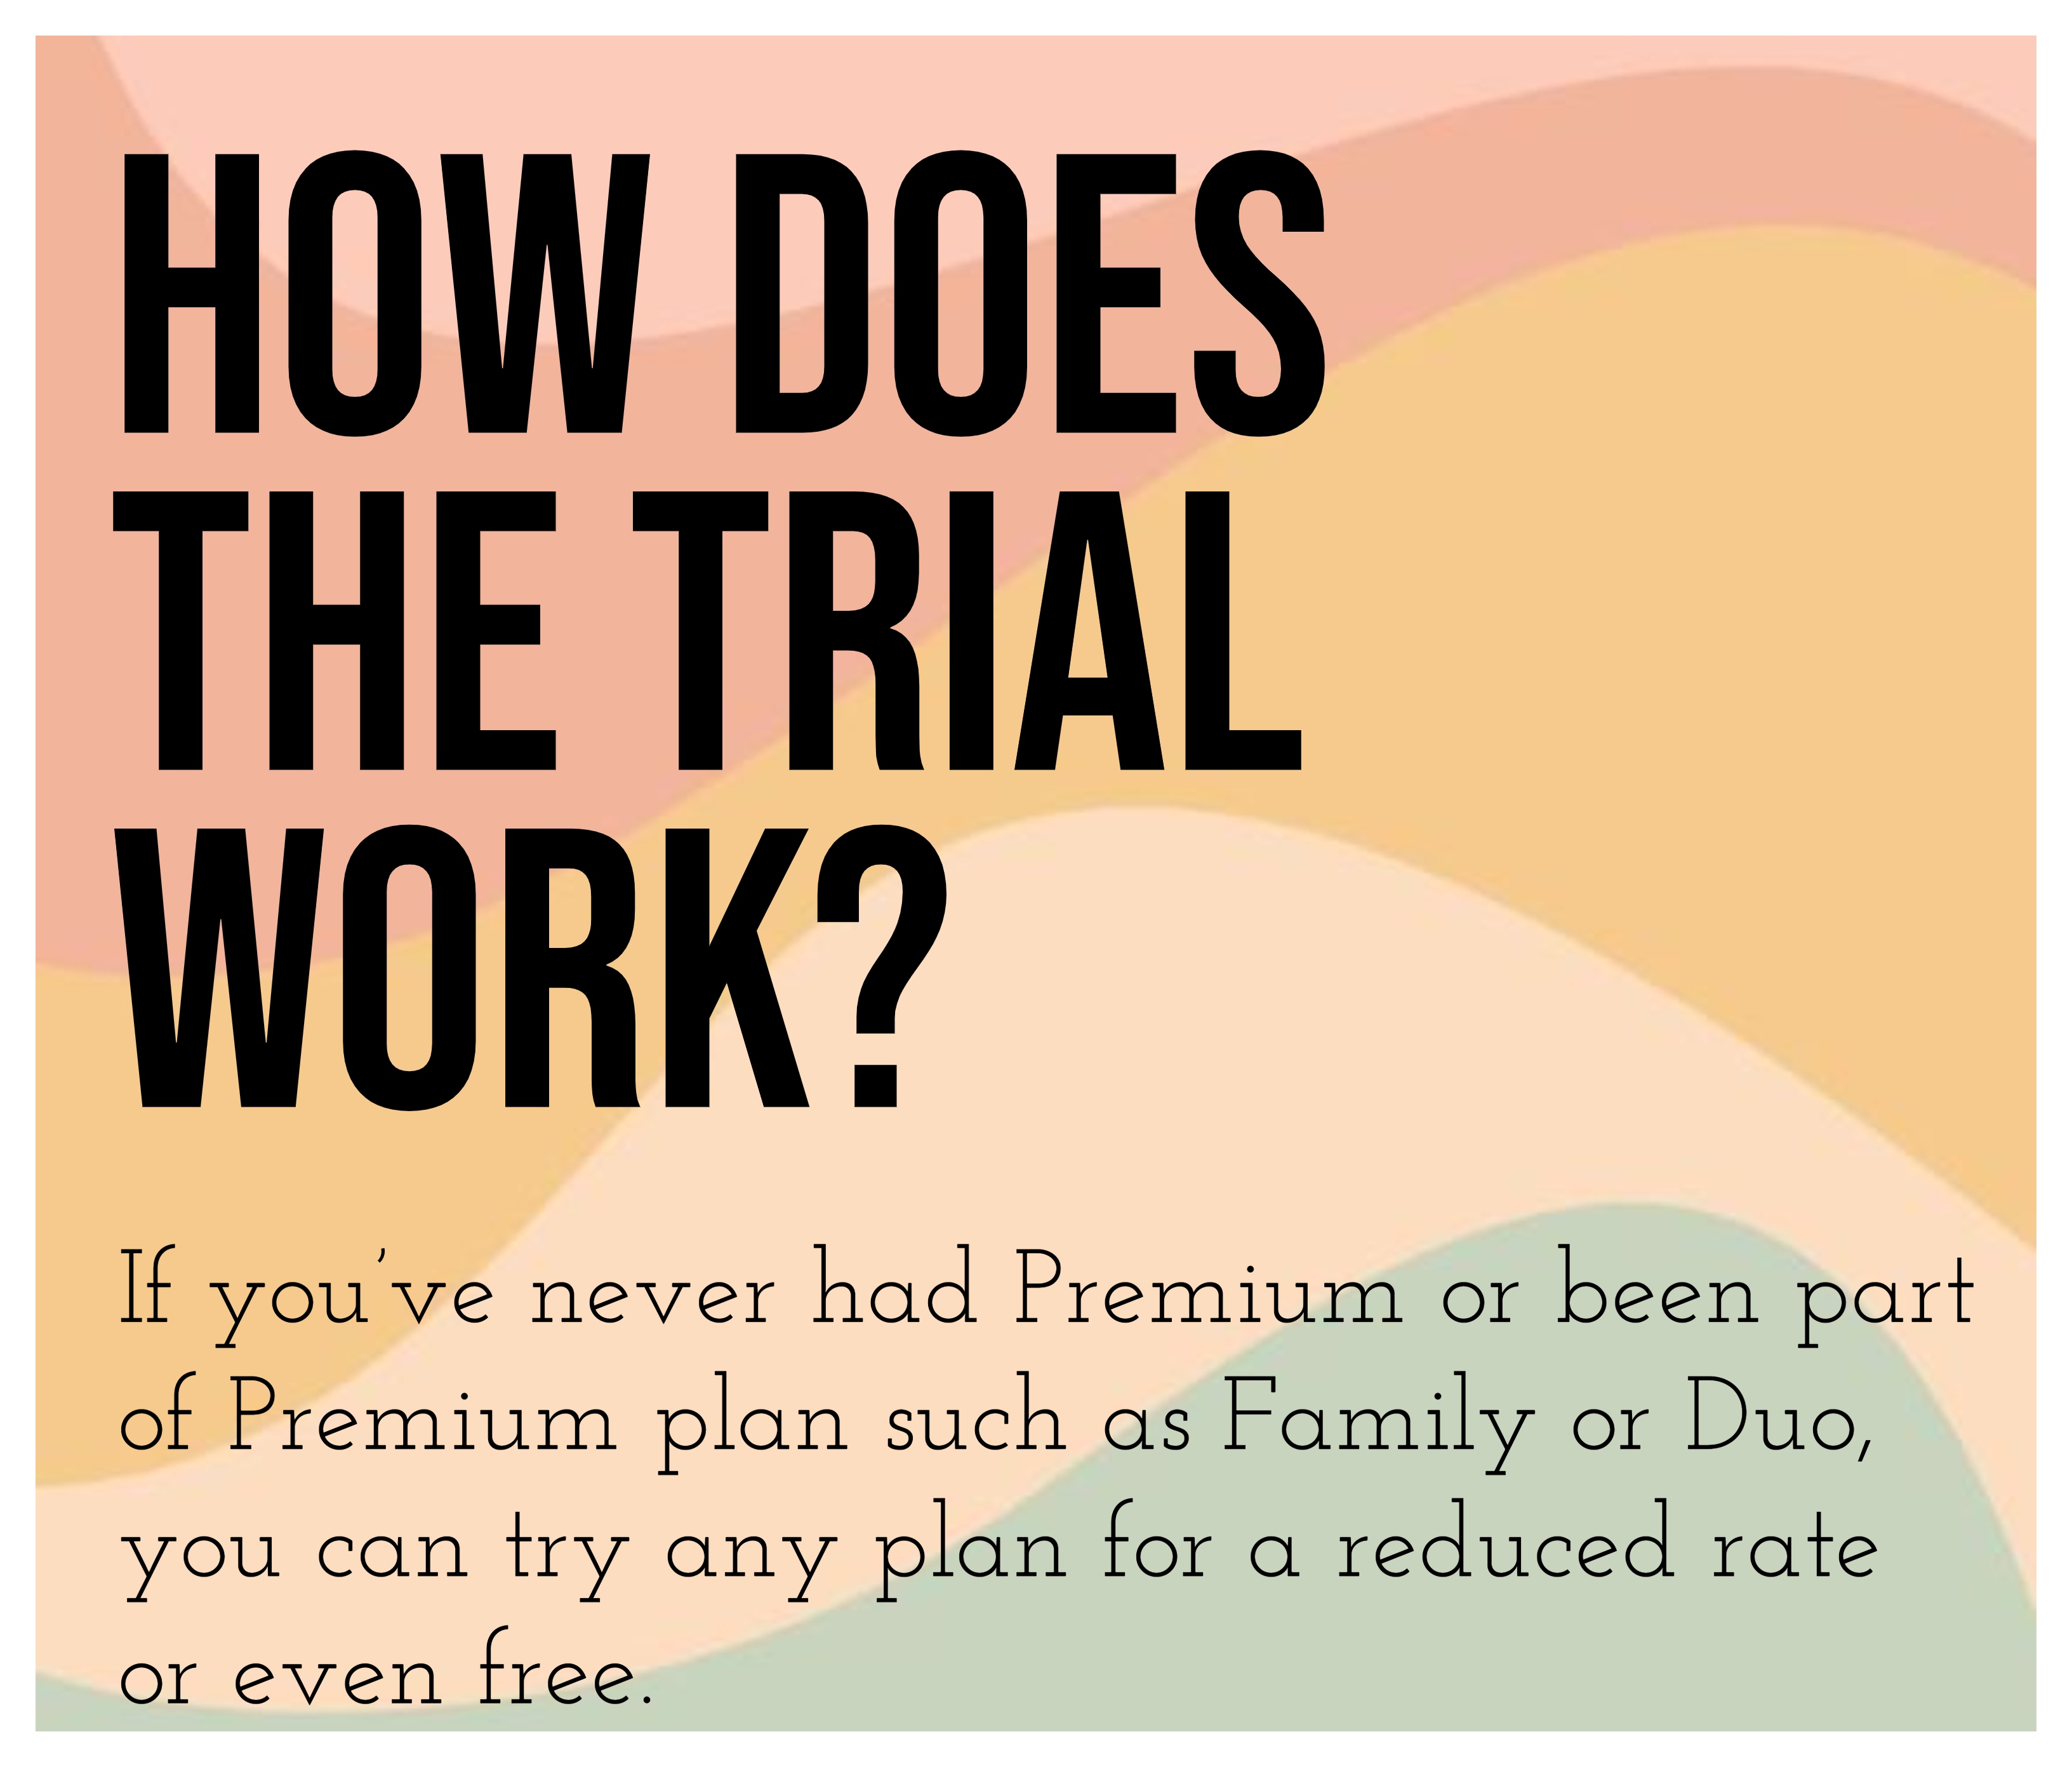 HOW DOES
THE TRIAL
WORK?
If you’ve never had Premium or been part
of Premium plan such as Family or Duo,
you can try any plan for a reduced rate
or even free.